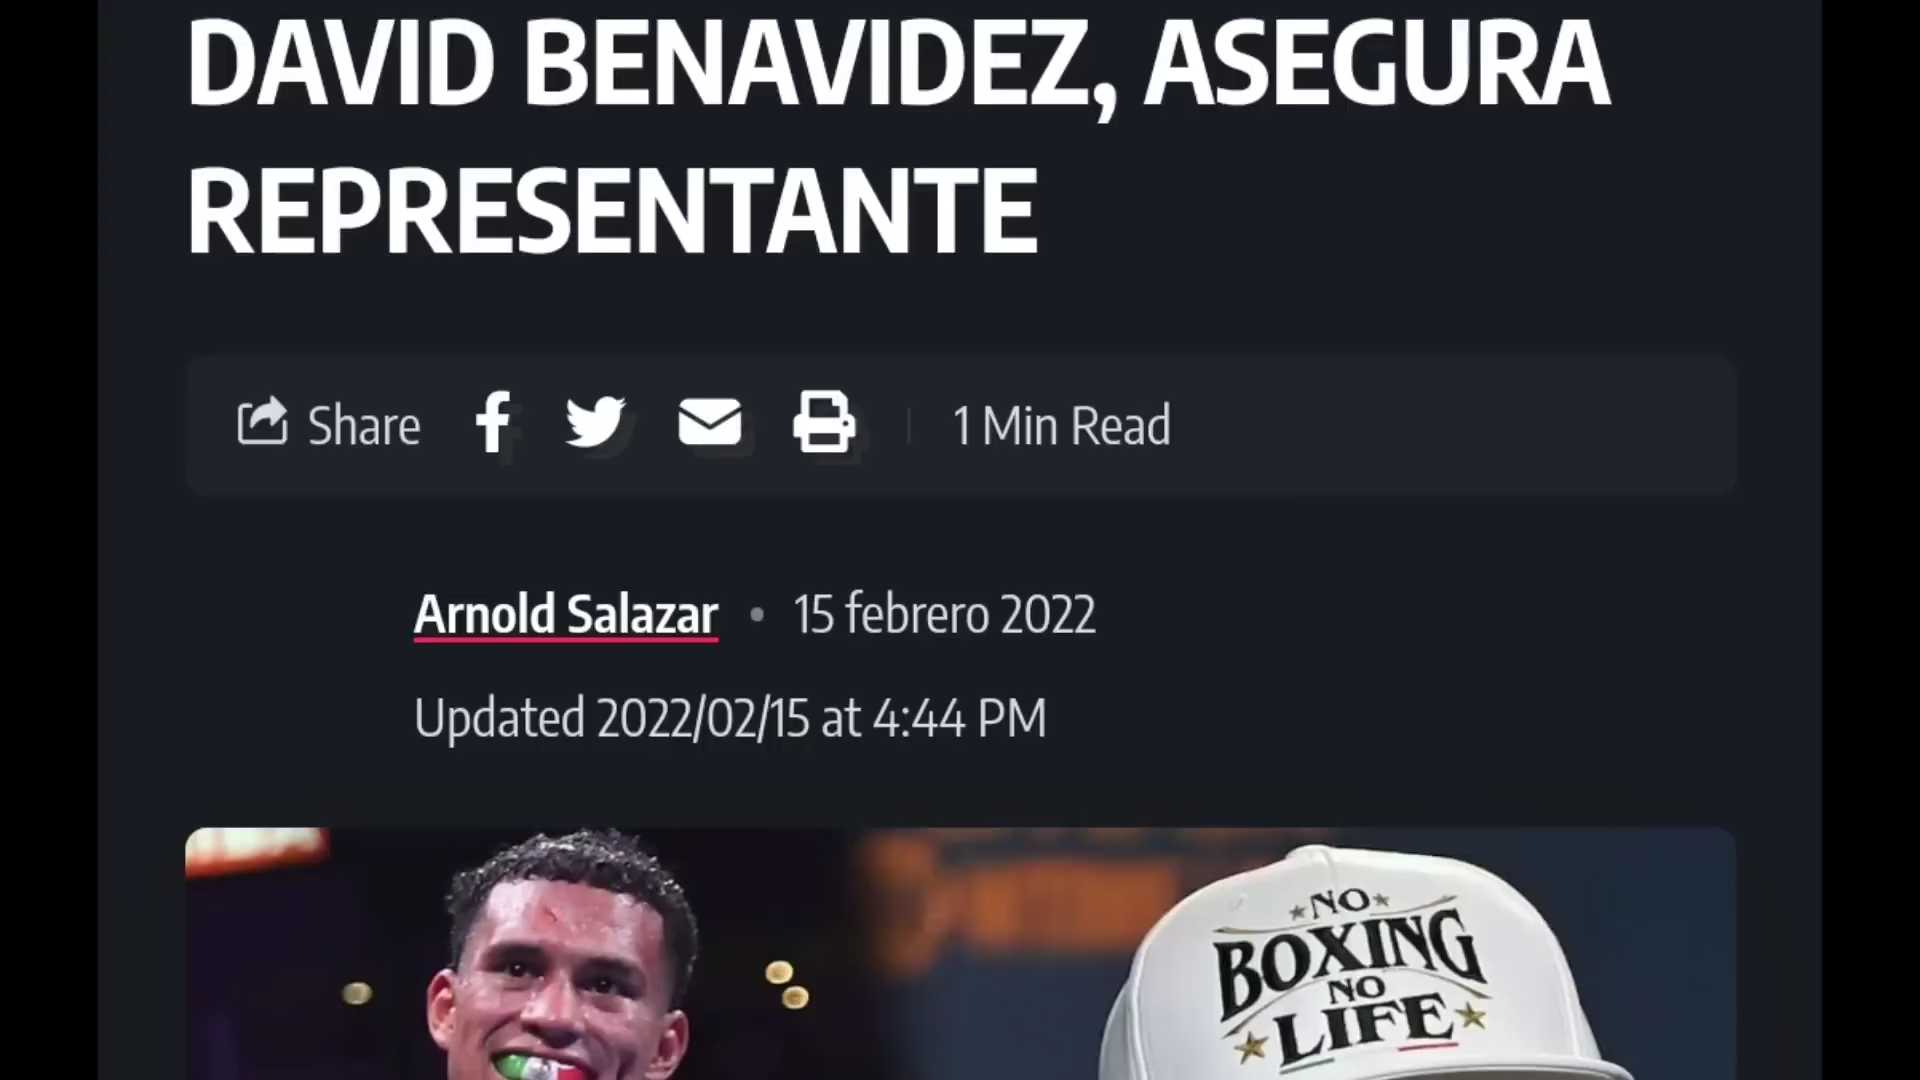 DAVID BENAVIDEZ, ASEGURA
REPRESENTANTE
Share
1 Min Read
Arnold Salazar • 15 febrero 2022
Updated 2022/02/15 at 4:44 PM
NO
BOXING
NO
LIFE